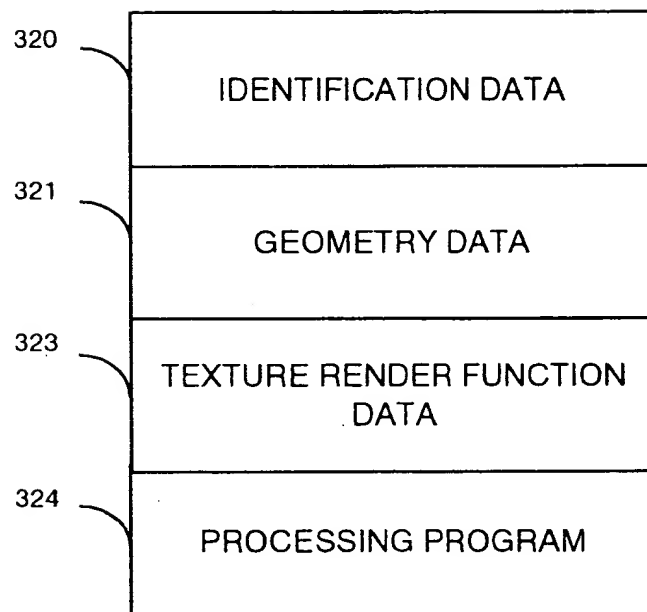 320
IDENTIFICATION DATA
321
GEOMETRY DATA
323
TEXTURE RENDER FUNCTION
DATA
324
PROCESSING PROGRAM